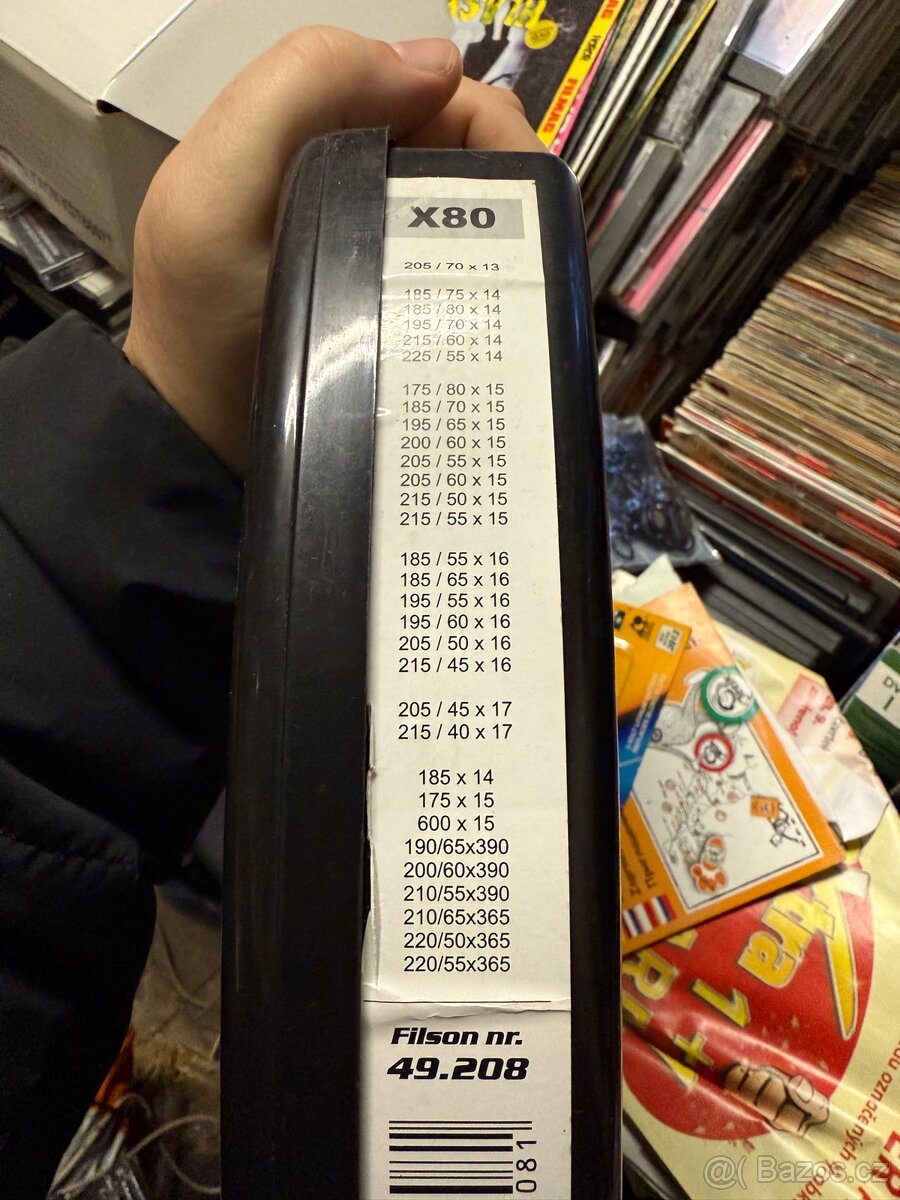 X80
205 / 70 x 13
185 / 75 x 14
185 / 80 x 14
195 / 70 x 14
215 / 60 x 14
225 / 55 x 14
175 / 80 x 15
185 / 70 x 15
195 / 65 x 15
200 / 60 x 15
205 / 55 x 15
205 / 60 x 15
215 / 50 x 15
215 / 55 x 15
185 / 55 x 16
185 / 65 x 16
195 / 55 x 16
195 / 60 x 16
205 / 50 x 16
215 / 45 x 16
205 / 45 x 17
215 / 40 x 17
185 x 14
175 x 15
600 x 15
190/65x390
200/60x390
210/55x390
210/65x365
220/50x365
220/55x365
Filson nr.
49.208
081
FILMAG
DV
@( Bazos.cz